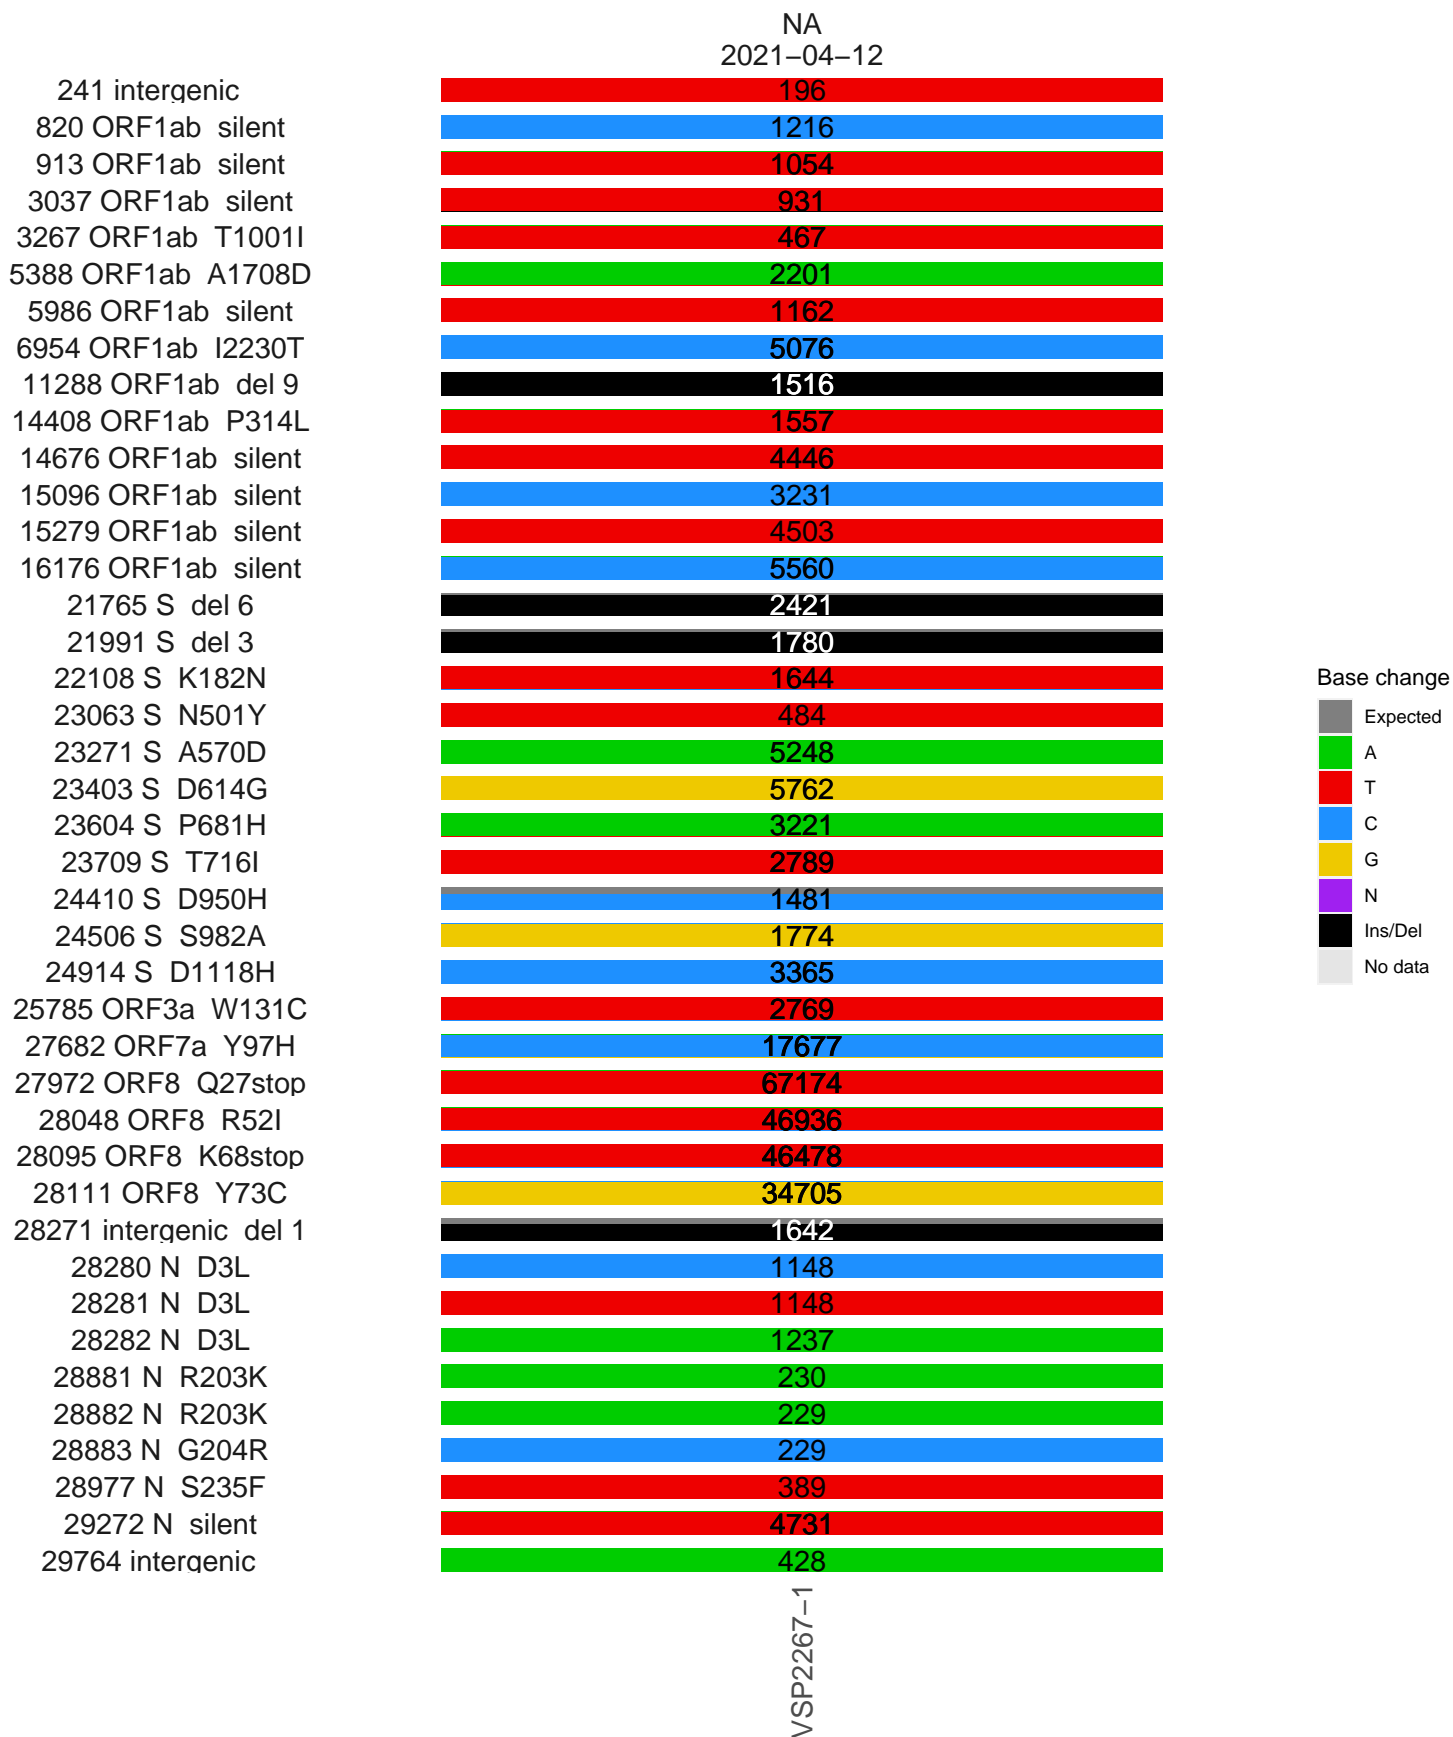 NA
2021−04−12
241 intergenic 196
820 ORF1ab silent 1216
913 ORF1ab silent 1054
3037 ORF1ab silent 931
3267 ORF1ab T1001I 467
5388 ORF1ab A1708D 2201
5986 ORF1ab silent 1162
6954 ORF1ab I2230T 5076
11288 ORF1ab del 9 1516
14408 ORF1ab P314L 1557
14676 ORF1ab silent 4446
15096 ORF1ab silent 3231
15279 ORF1ab silent 4503
16176 ORF1ab silent 5560
21765 S del 6 2421
21991 S del 3 1780
22108 S K182N 1644
23063 S N501Y 484
23271 S A570D 5248
23403 S D614G 5762
23604 S P681H 3221
23709 S T716I 2789
24410 S D950H 1481
24506 S S982A 1774
24914 S D1118H 3365
25785 ORF3a W131C 2769
27682 ORF7a Y97H 17677
27972 ORF8 Q27stop 67174
28048 ORF8 R52I 46936
28095 ORF8 K68stop 46478
28111 ORF8 Y73C 34705
28271 intergenic del 1 1642
28280 N D3L 1148
28281 N D3L 1148
28282 N D3L 1237
28881 N R203K 230
28882 N R203K 229
28883 N G204R 229
28977 N S235F 389
29272 N silent 4731
29764 intergenic 428
VSP2267−1
Base change
Expected
A
T
C
G
N
Ins/Del
No data